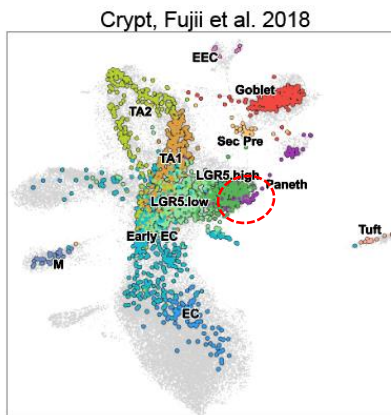 Crypt, Fujii et al. 2018
EEC
Goblet
TA2
Sec Pre
TA1
LGR5.high
Paneth
LGR5.low
Early EC
Tuft
M
EC